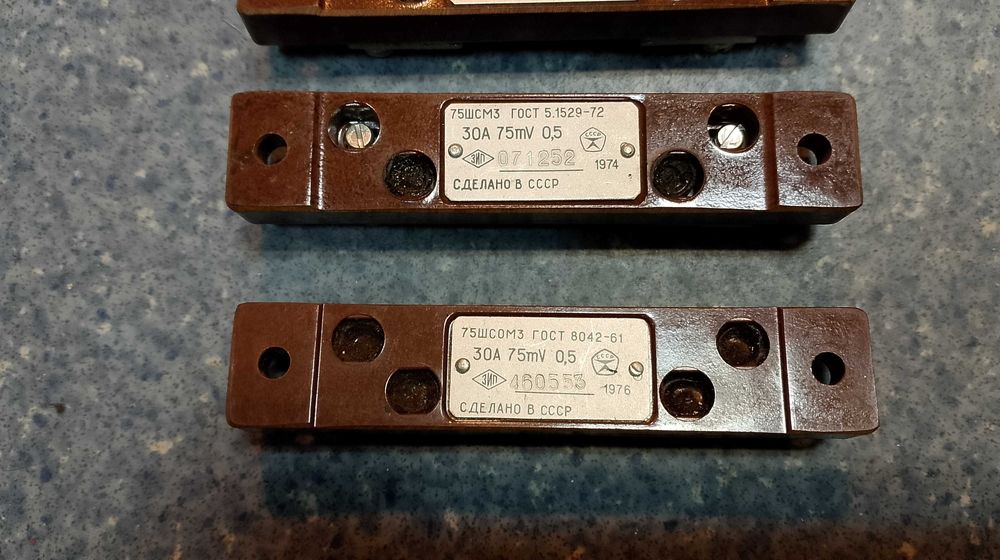 75ШСМ3 ГОСТ 5.1529-72
30А 75mV 0,5
СССР
ЗИП 071252 1974
СДЕЛАНО В СССР
75ШСОМ3 ГОСТ 8042-61
30А 75mV 0,5
СССР
ЗИП 460553 1976
СДЕЛАНО В СССР